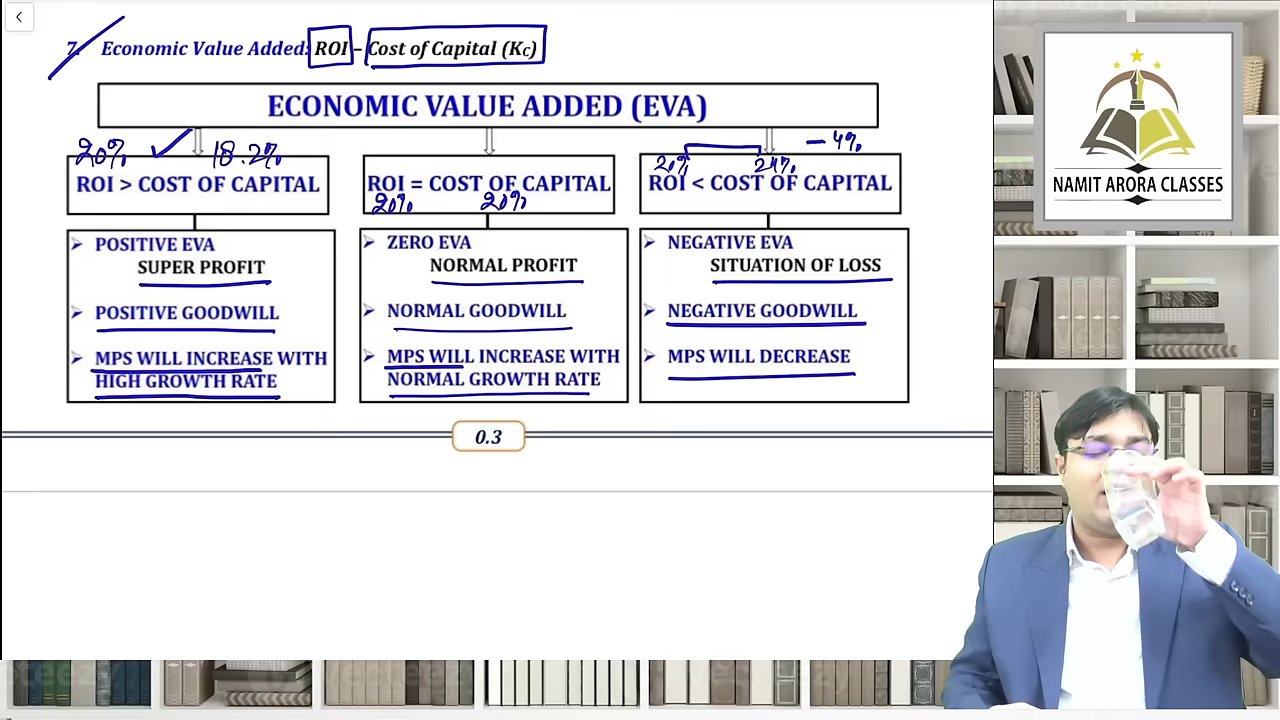 7. Economic Value Added: ROI – Cost of Capital (Kc)
ECONOMIC VALUE ADDED (EVA)
20% 18.2%
ROI > COST OF CAPITAL
POSITIVE EVA
SUPER PROFIT
POSITIVE GOODWILL
MPS WILL INCREASE WITH
HIGH GROWTH RATE
ROI = COST OF CAPITAL
20% 20%
ZERO EVA
NORMAL PROFIT
NORMAL GOODWILL
MPS WILL INCREASE WITH
NORMAL GROWTH RATE
– 4%
20% 24%
ROI < COST OF CAPITAL
NEGATIVE EVA
SITUATION OF LOSS
NEGATIVE GOODWILL
MPS WILL DECREASE
0.3
NAMIT ARORA CLASSES